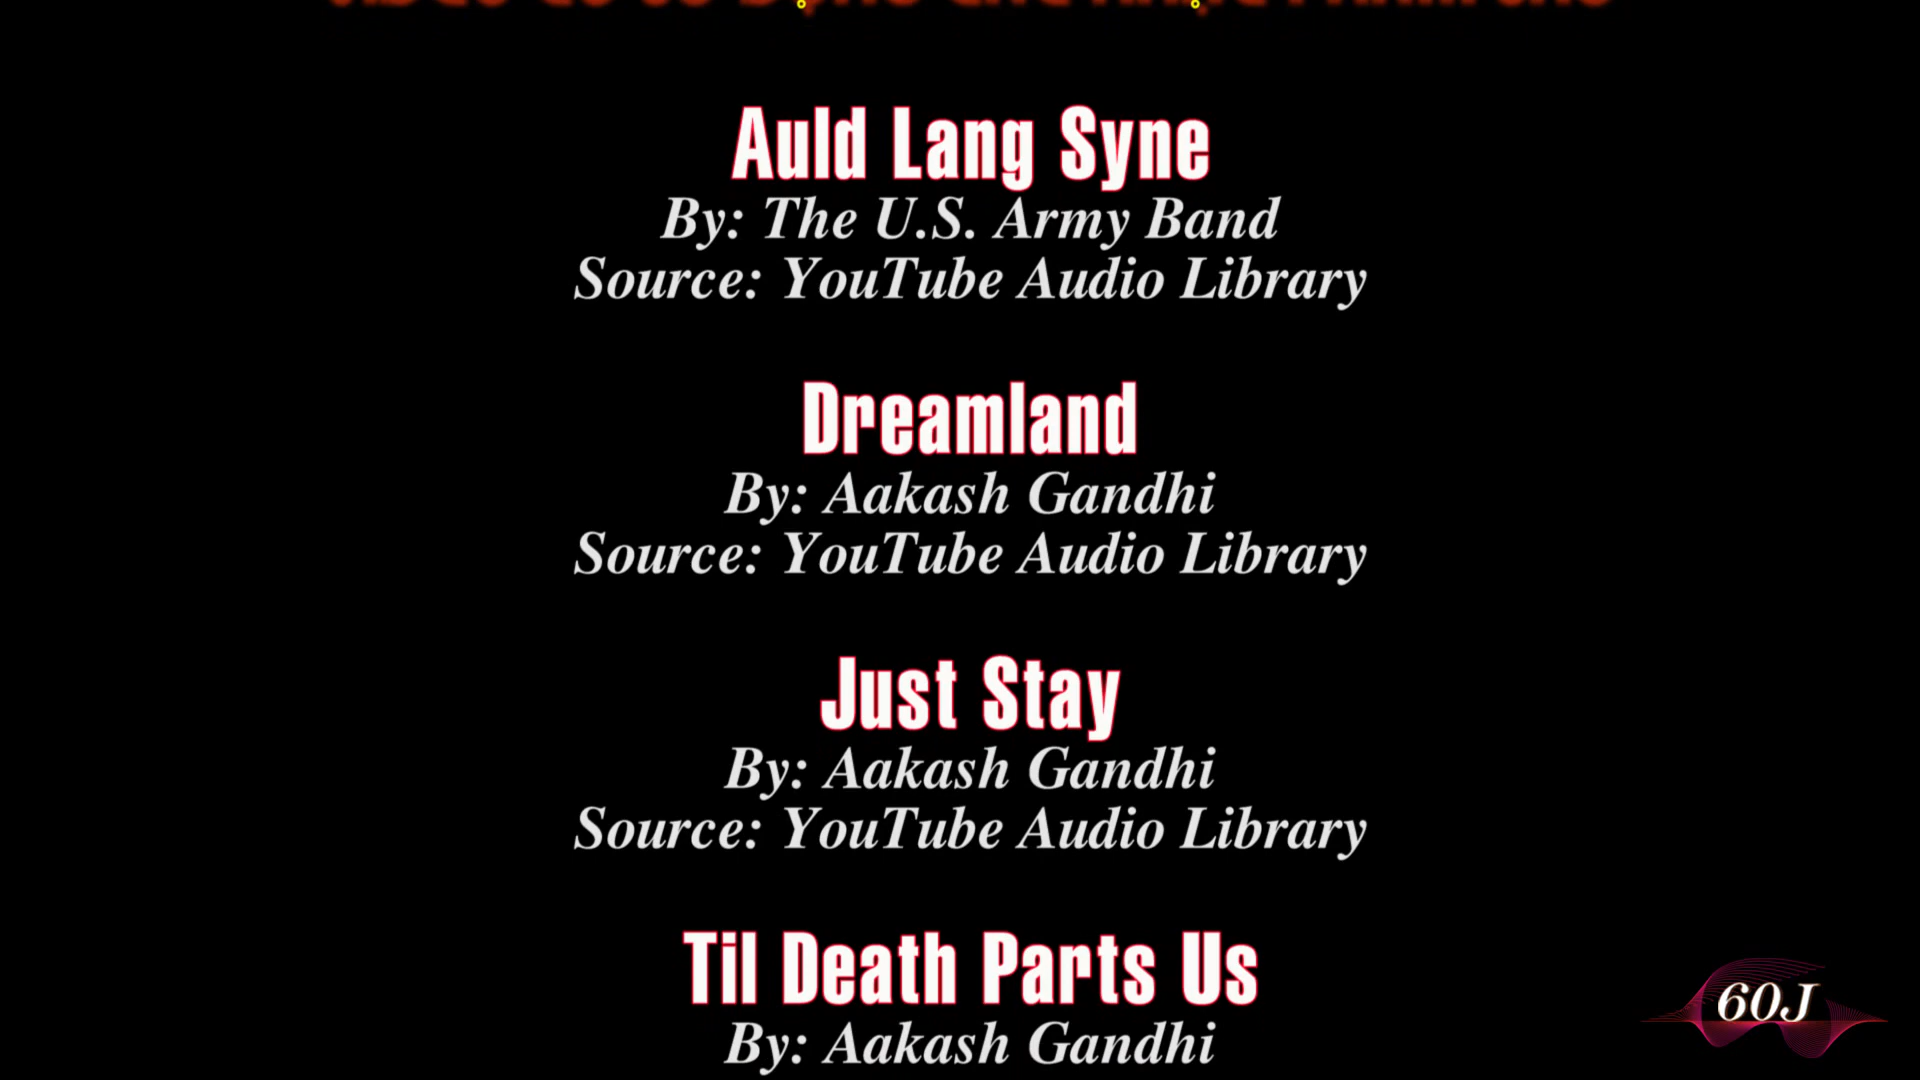 Auld Lang Syne
By: The U.S. Army Band
Source: YouTube Audio Library
Dreamland
By: Aakash Gandhi
Source: YouTube Audio Library
Just Stay
By: Aakash Gandhi
Source: YouTube Audio Library
Til Death Parts Us
By: Aakash Gandhi
60J